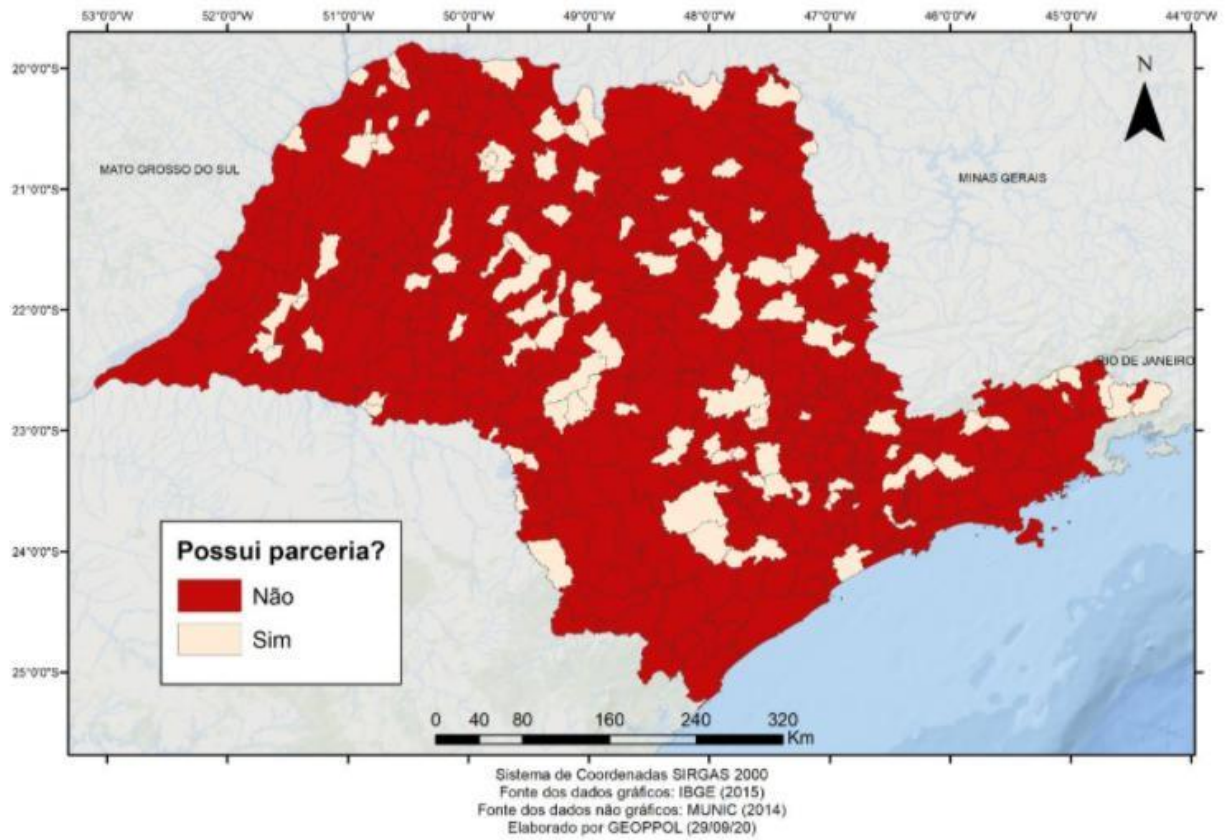 53°0'0"W 52°0'0"W 51°0'0"W 50°0'0"W 49°0'0"W 48°0'0"W 47°0'0"W 46°0'0"W 45°0'0"W 44°0'0"W
20°0'0"S
N
MATO GROSSO DO SUL
MINAS GERAIS
21°0'0"S
22°0'0"S
RIO DE JANEIRO
23°0'0"S
24°0'0"S
25°0'0"S
Possui parceria?
Não
Sim
0 40 80 160 240 320
Km
Sistema de Coordenadas SIRGAS 2000
Fonte dos dados gráficos: IBGE (2015)
Fonte dos dados não gráficos: MUNIC (2014)
Elaborado por GEOPPOL (29/09/20)